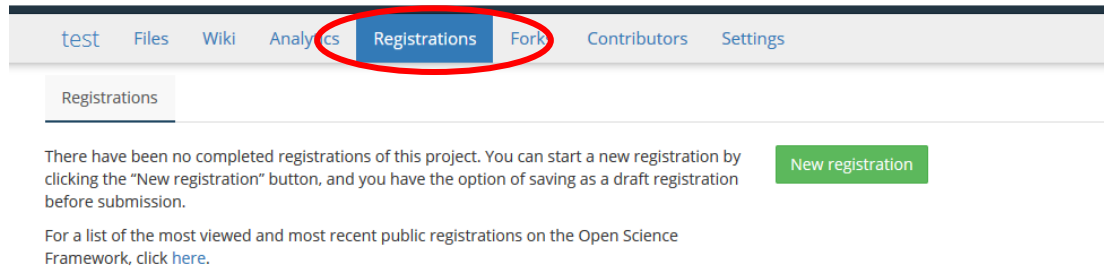 test Files Wiki Analytics Registrations Forks Contributors Settings
Registrations
There have been no completed registrations of this project. You can start a new registration by
clicking the “New registration” button, and you have the option of saving as a draft registration
before submission.
New registration
For a list of the most viewed and most recent public registrations on the Open Science
Framework, click here.